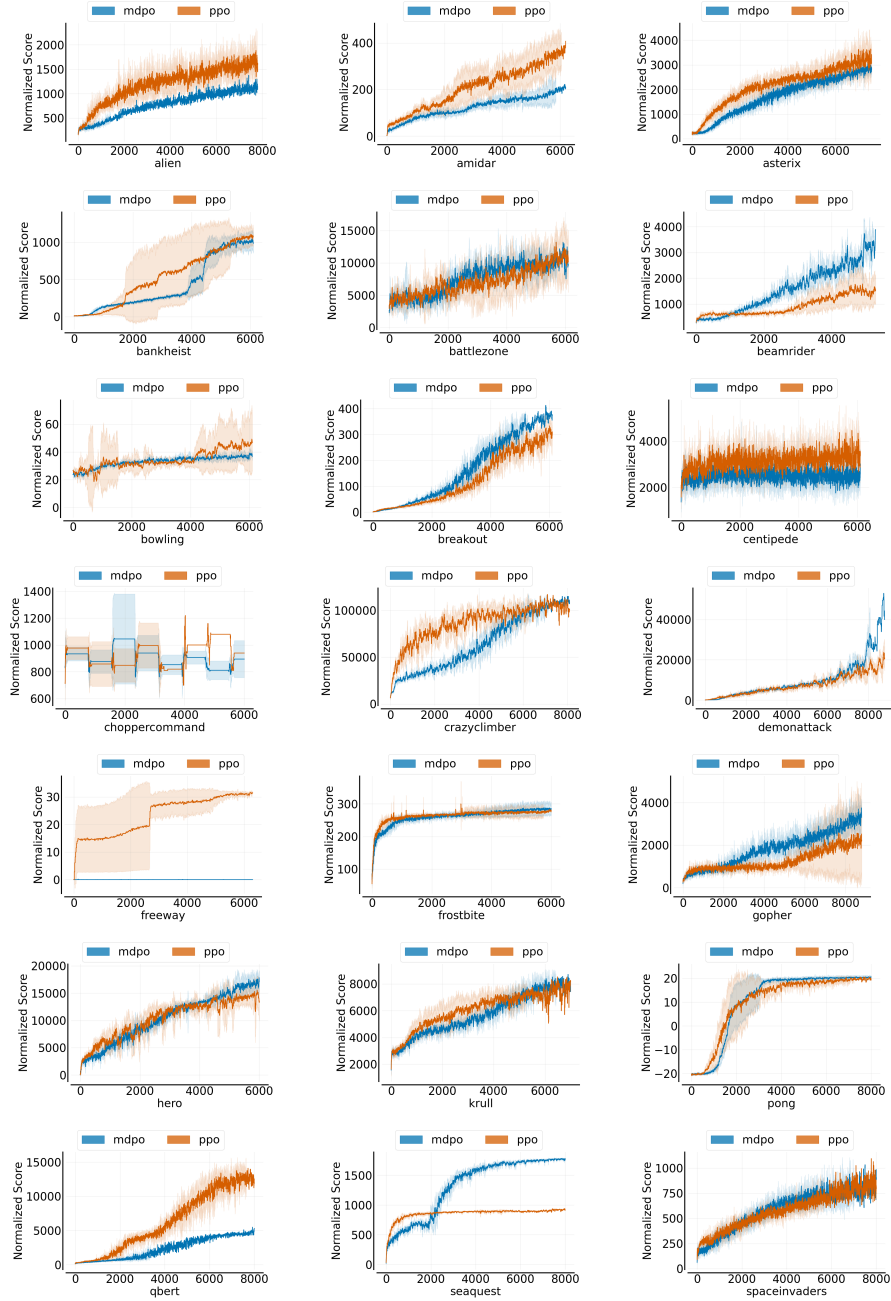 mdpo ppo
mdpo ppo
mdpo ppo
Normalized Score
2000
1500
1000
500
0 2000 4000 6000 8000
alien
Normalized Score
400
200
0
0 2000 4000 6000
amidar
Normalized Score
4000
3000
2000
1000
0
0 2000 4000 6000
asterix
mdpo ppo
mdpo ppo
mdpo ppo
Normalized Score
1000
500
0
0 2000 4000 6000
bankheist
Normalized Score
15000
10000
5000
0
0 2000 4000 6000
battlezone
Normalized Score
4000
3000
2000
1000
0 2000 4000
beamrider
mdpo ppo
mdpo ppo
mdpo ppo
Normalized Score
60
40
20
0
0 2000 4000 6000
bowling
Normalized Score
400
300
200
100
0
0 2000 4000 6000
breakout
Normalized Score
4000
2000
0 2000 4000 6000
centipede
mdpo ppo
mdpo ppo
mdpo ppo
Normalized Score
1400
1200
1000
800
600
0 2000 4000 6000
choppercommand
Normalized Score
100000
50000
0
0 2000 4000 6000 8000
crazyclimber
Normalized Score
40000
20000
0
0 2000 4000 6000 8000
demonattack
mdpo ppo
mdpo ppo
mdpo ppo
Normalized Score
30
20
10
0
0 2000 4000 6000
freeway
Normalized Score
300
200
100
0 2000 4000 6000
frostbite
Normalized Score
4000
2000
0
0 2000 4000 6000 8000
gopher
mdpo ppo
mdpo ppo
mdpo ppo
Normalized Score
20000
15000
10000
5000
0
0 2000 4000 6000
hero
Normalized Score
8000
6000
4000
2000
0 2000 4000 6000
krull
Normalized Score
20
10
0
−10
−20
0 2000 4000 6000 8000
pong
mdpo ppo
mdpo ppo
mdpo ppo
Normalized Score
15000
10000
5000
0
0 2000 4000 6000 8000
qbert
Normalized Score
1500
1000
500
0
0 2000 4000 6000 8000
seaquest
Normalized Score
1000
750
500
250
0
0 2000 4000 6000 8000
spaceinvaders